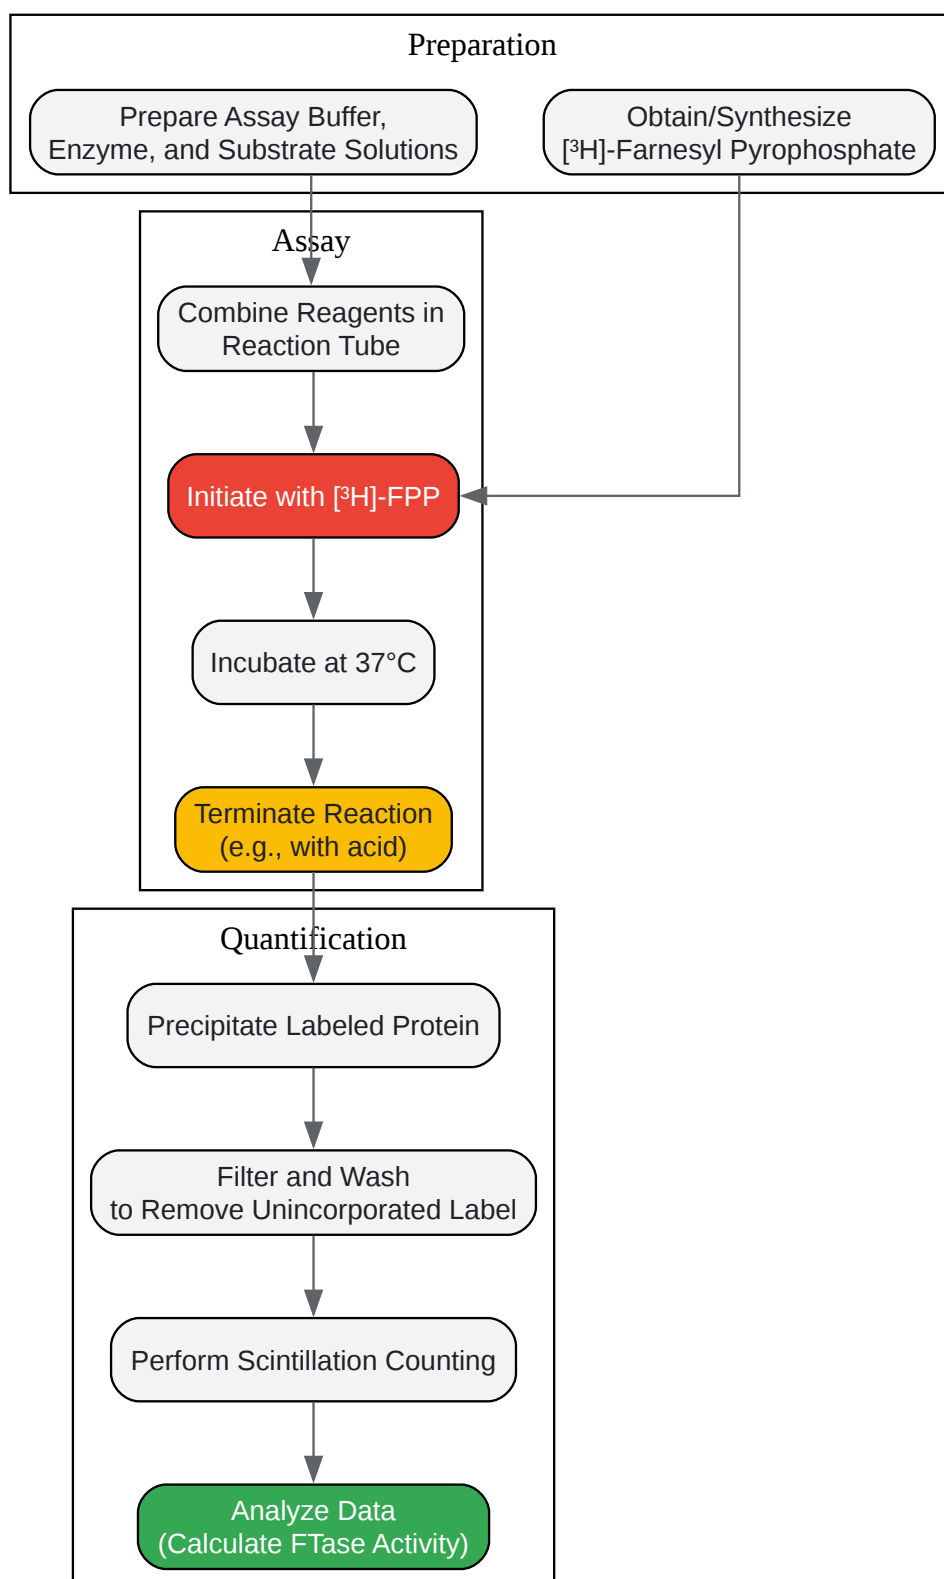 Preparation
Prepare Assay Buffer,
Enzyme, and Substrate Solutions
Obtain/Synthesize
[³H]-Farnesyl Pyrophosphate
Assay
Combine Reagents in
Reaction Tube
Initiate with [³H]-FPP
Incubate at 37°C
Terminate Reaction
(e.g., with acid)
Quantification
Precipitate Labeled Protein
Filter and Wash
to Remove Unincorporated Label
Perform Scintillation Counting
Analyze Data
(Calculate FTase Activity)